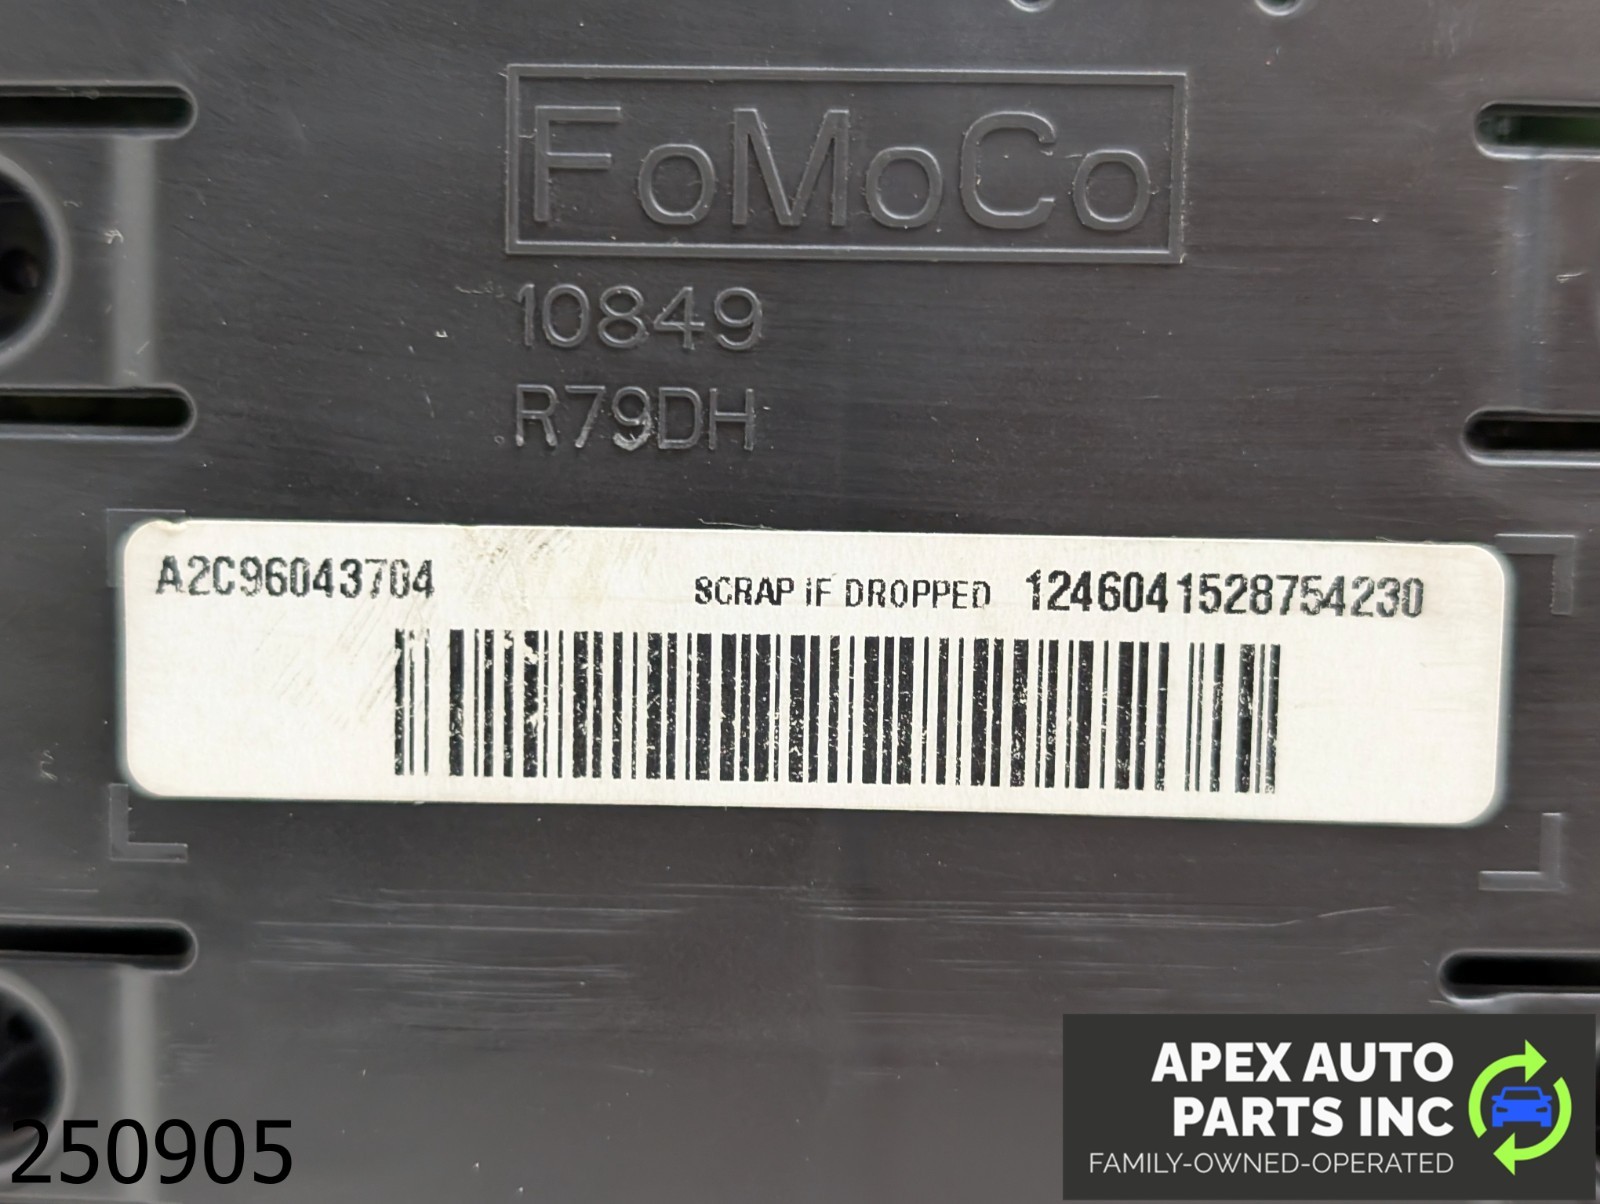 FoMoCo
10849
R79DH
A2C96043704 SCRAP IF DROPPED 1246041528754230
250905
APEX AUTO
PARTS INC
FAMILY-OWNED-OPERATED